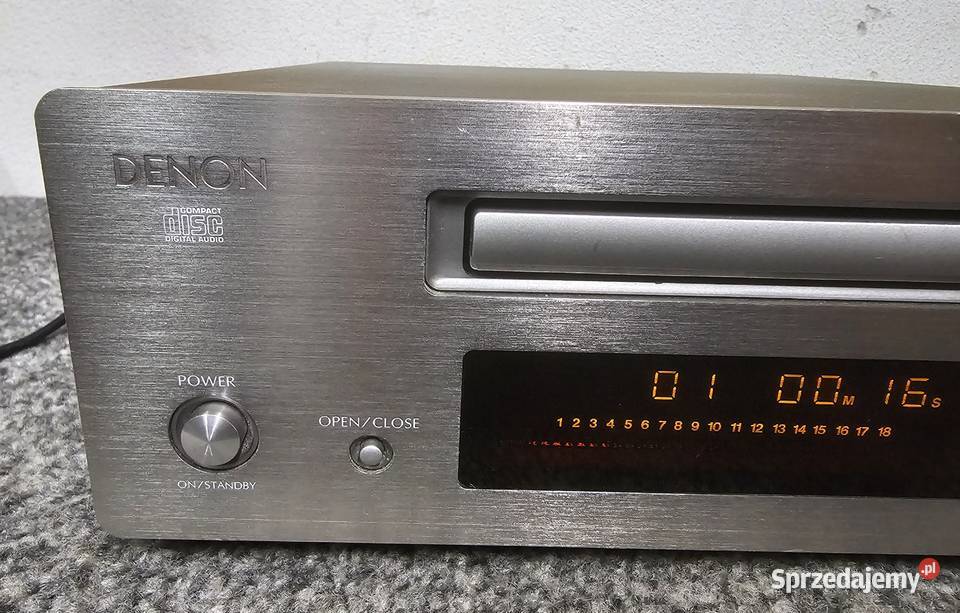 DENON
COMPACT
disc
DIGITAL AUDIO
POWER
ON/STANDBY
OPEN/CLOSE
01 00M 16S
1 2 3 4 5 6 7 8 9 10 11 12 13 14 15 16 17 18
Sprzedajemy.pl